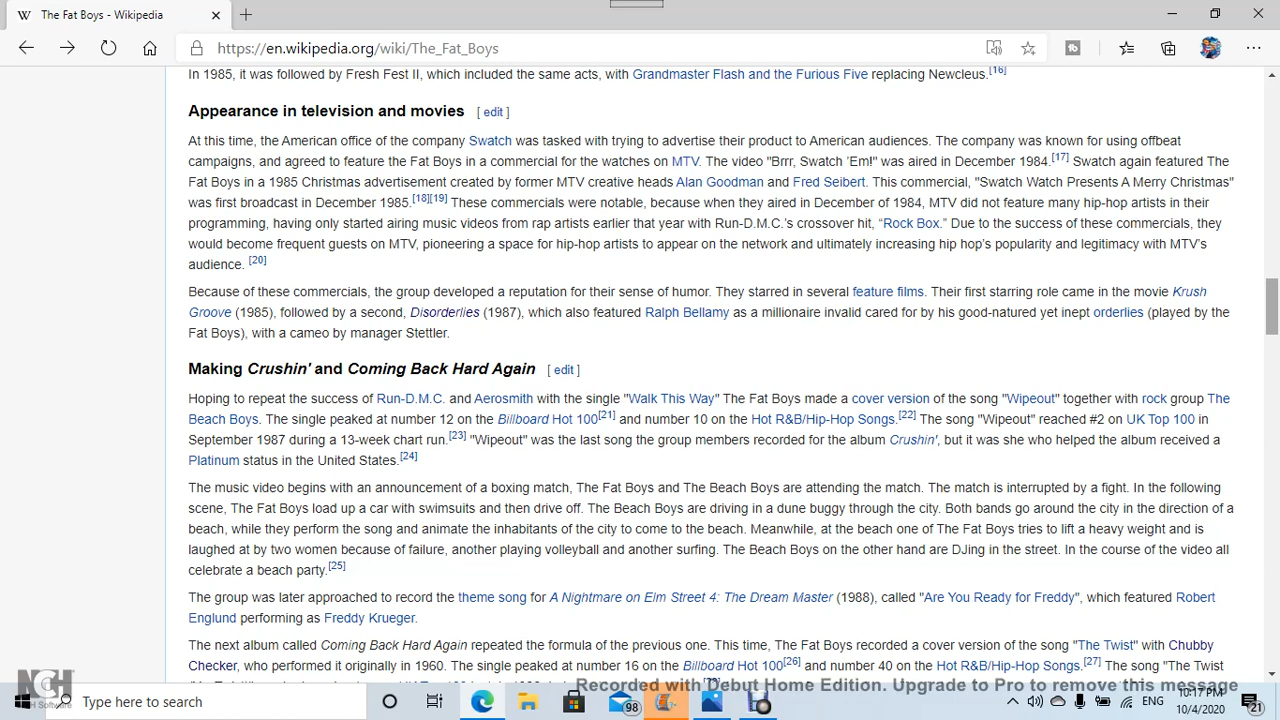 The Fat Boys - Wikipedia
https://en.wikipedia.org/wiki/The_Fat_Boys
In 1985, it was followed by Fresh Fest II, which included the same acts, with Grandmaster Flash and the Furious Five replacing Newcleus.[16]
Appearance in television and movies [ edit ]
At this time, the American office of the company Swatch was tasked with trying to advertise their product to American audiences. The company was known for using offbeat
campaigns, and agreed to feature the Fat Boys in a commercial for the watches on MTV. The video "Brrr, Swatch 'Em!" was aired in December 1984.[17] Swatch again featured The
Fat Boys in a 1985 Christmas advertisement created by former MTV creative heads Alan Goodman and Fred Seibert. This commercial, "Swatch Watch Presents A Merry Christmas"
was first broadcast in December 1985.[18][19] These commercials were notable, because when they aired in December of 1984, MTV did not feature many hip-hop artists in their
programming, having only started airing music videos from rap artists earlier that year with Run-D.M.C.'s crossover hit, “Rock Box.” Due to the success of these commercials, they
would become frequent guests on MTV, pioneering a space for hip-hop artists to appear on the network and ultimately increasing hip hop's popularity and legitimacy with MTV's
audience. [20]
Because of these commercials, the group developed a reputation for their sense of humor. They starred in several feature films. Their first starring role came in the movie Krush
Groove (1985), followed by a second, Disorderlies (1987), which also featured Ralph Bellamy as a millionaire invalid cared for by his good-natured yet inept orderlies (played by the
Fat Boys), with a cameo by manager Stettler.
Making Crushin' and Coming Back Hard Again [ edit ]
Hoping to repeat the success of Run-D.M.C. and Aerosmith with the single "Walk This Way" The Fat Boys made a cover version of the song "Wipeout" together with rock group The
Beach Boys. The single peaked at number 12 on the Billboard Hot 100[21] and number 10 on the Hot R&B/Hip-Hop Songs.[22] The song "Wipeout" reached #2 on UK Top 100 in
September 1987 during a 13-week chart run.[23] "Wipeout" was the last song the group members recorded for the album Crushin', but it was she who helped the album received a
Platinum status in the United States.[24]
The music video begins with an announcement of a boxing match, The Fat Boys and The Beach Boys are attending the match. The match is interrupted by a fight. In the following
scene, The Fat Boys load up a car with swimsuits and then drive off. The Beach Boys are driving in a dune buggy through the city. Both bands go around the city in the direction of a
beach, while they perform the song and animate the inhabitants of the city to come to the beach. Meanwhile, at the beach one of The Fat Boys tries to lift a heavy weight and is
laughed at by two women because of failure, another playing volleyball and another surfing. The Beach Boys on the other hand are DJing in the street. In the course of the video all
celebrate a beach party.[25]
The group was later approached to record the theme song for A Nightmare on Elm Street 4: The Dream Master (1988), called "Are You Ready for Freddy", which featured Robert
Englund performing as Freddy Krueger.
The next album called Coming Back Hard Again repeated the formula of the previous one. This time, The Fat Boys recorded a cover version of the song "The Twist" with Chubby
Checker, who performed it originally in 1960. The single peaked at number 16 on the Billboard Hot 100[26] and number 40 on the Hot R&B/Hip-Hop Songs.[27] The song "The Twist
Recorded with Debut Home Edition. Upgrade to Pro to remove this message
NCH Software
Type here to search
98
ENG
10:17 PM
10/4/2020
21